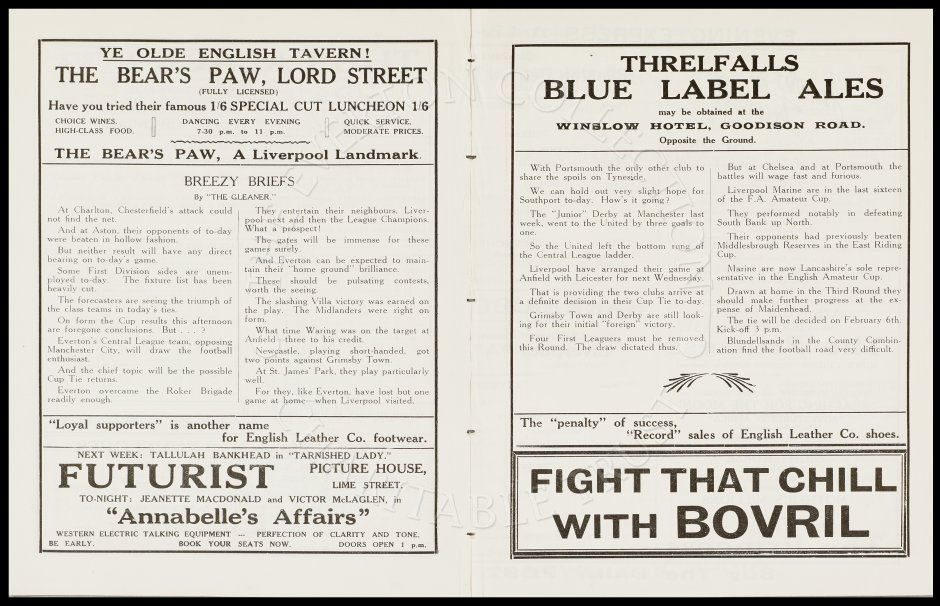 YE OLDE ENGLISH TAVERN!
THE BEAR'S PAW, LORD STREET
(FULLY LICENSED)
Have you tried their famous 1/6 SPECIAL CUT LUNCHEON 1/6
CHOICE WINES. DANCING EVERY EVENING QUICK SERVICE.
HIGH-CLASS FOOD. 7-30 p.m. to 11 p.m. MODERATE PRICES.
THE BEAR'S PAW, A Liverpool Landmark.
BREEZY BRIEFS
By "THE GLEANER."
At Charlton, Chesterfield's attack could
not find the net.
And at Aston, their opponents of to-day
were beaten in hollow fashion.
But neither result will have any direct
bearing on to-day's game.
Some First Division sides are unem-
ployed to-day. The fixture list has been
heavily cut.
The forecasters are seeing the triumph of
the class teams in today's ties.
On form the Cup results this afternoon
are foregone conclusions. But . . . ?
Everton's Central League team, opposing
Manchester City, will draw the football
enthusiast.
And the chief topic will be the possible
Cup Tie returns.
Everton overcame the Roker Brigade
readily enough.
They entertain their neighbours, Liver-
pool next and then the League Champions.
What a prospect!
The gates will be immense for these
games surely.
And Everton can be expected to main-
tain their "home ground" brilliance.
These should be pulsating contests,
worth the seeing.
The slashing Villa victory was earned on
the play. The Midlanders were right on
form.
What time Waring was on the target at
Anfield—three to his credit.
Newcastle, playing short-handed, got
two points against Grimsby Town.
At St. James' Park, they play particularly
well.
For they, like Everton, have lost but one
game at home—when Liverpool visited.
"Loyal supporters" is another name
for English Leather Co. footwear.
NEXT WEEK: TALLULAH BANKHEAD in "TARNISHED LADY."
FUTURIST PICTURE HOUSE,
LIME STREET.
TO-NIGHT: JEANETTE MACDONALD and VICTOR McLAGLEN, in
"Annabelle's Affairs"
WESTERN ELECTRIC TALKING EQUIPMENT --- PERFECTION OF CLARITY AND TONE.
BE EARLY. BOOK YOUR SEATS NOW. DOORS OPEN 1 p.m.
THRELFALLS
BLUE LABEL ALES
may be obtained at the
WINSLOW HOTEL, GOODISON ROAD.
Opposite the Ground.
With Portsmouth the only other club to
share the spoils on Tyneside.
We can hold out very slight hope for
Southport to-day. How's it going?
The "Junior" Derby at Manchester last
week, went to the United by three goals to
one.
So the United left the bottom rung of
the Central League ladder.
Liverpool have arranged their game at
Anfield with Leicester for next Wednesday.
That is providing the two clubs arrive at
a definite decision in their Cup Tie to-day.
Grimsby Town and Derby are still look-
ing for their initial "foreign" victory.
Four First Leaguers must be removed
this Round. The draw dictated thus.
But at Chelsea and at Portsmouth the
battles will wage fast and furious.
Liverpool Marine are in the last sixteen
of the F.A. Amateur Cup.
They performed notably in defeating
South Bank up North.
Their opponents had previously beaten
Middlesbrough Reserves in the East Riding
Cup.
Marine are now Lancashire's sole repre-
sentative in the English Amateur Cup.
Drawn at home in the Third Round they
should make further progress at the ex-
pense of Maidenhead.
The tie will be decided on February 6th.
Kick-off 3 p.m.
Blundellsands in the County Combin-
ation find the football road very difficult.
The "penalty" of success,
"Record" sales of English Leather Co. shoes.
FIGHT THAT CHILL
WITH BOVRIL